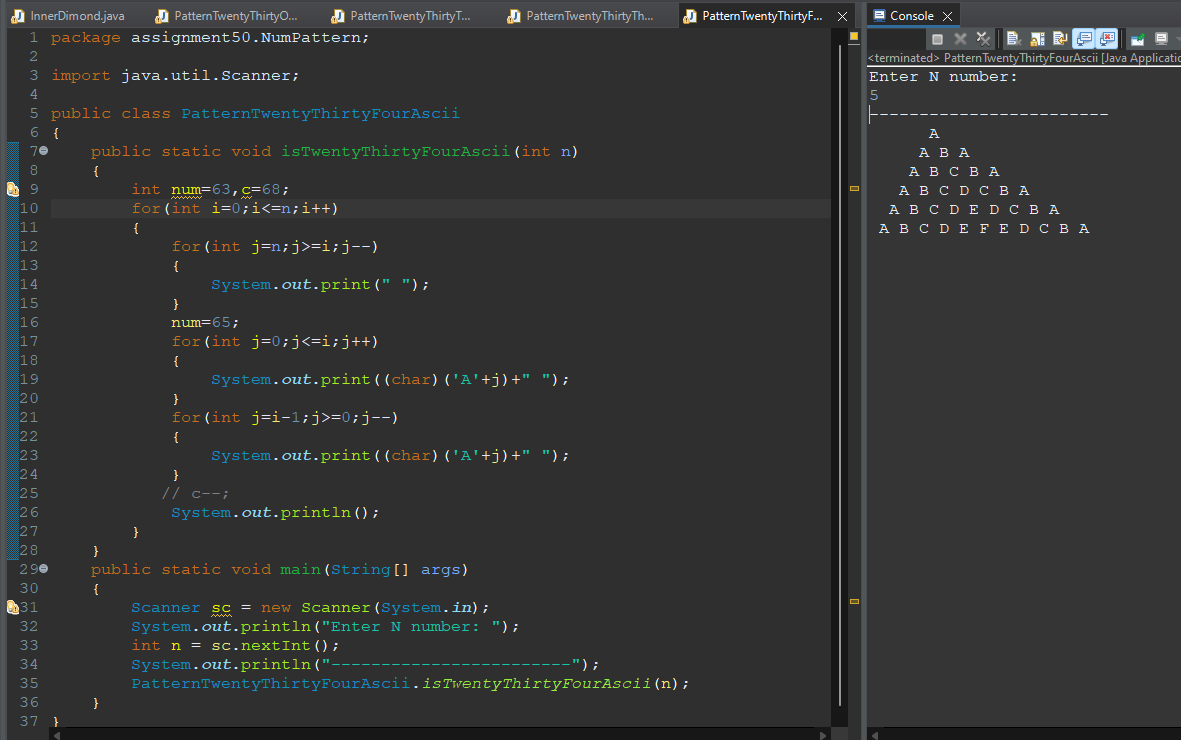 InnerDimond.java PatternTwentyThirtyO... PatternTwentyThirtyT... PatternTwentyThirtyTh... PatternTwentyThirtyF...
1 package assignment50.NumPattern;
2
3 import java.util.Scanner;
4
5 public class PatternTwentyThirtyFourAscii
6 {
7 public static void isTwentyThirtyFourAscii(int n)
8 {
9 int num=63,c=68;
10 for(int i=0;i<=n;i++)
11 {
12 for(int j=n;j>=i;j--)
13 {
14 System.out.print(" ");
15 }
16 num=65;
17 for(int j=0;j<=i;j++)
18 {
19 System.out.print((char)('A'+j)+" ");
20 }
21 for(int j=i-1;j>=0;j--)
22 {
23 System.out.print((char)('A'+j)+" ");
24 }
25 // c--;
26 System.out.println();
27 }
28 }
29 public static void main(String[] args)
30 {
31 Scanner sc = new Scanner(System.in);
32 System.out.println("Enter N number: ");
33 int n = sc.nextInt();
34 System.out.println("------------------------");
35 PatternTwentyThirtyFourAscii.isTwentyThirtyFourAscii(n);
36 }
37 }
Console
<terminated> PatternTwentyThirtyFourAscii [Java Applicatio
Enter N number:
5
------------------------
A
A B A
A B C B A
A B C D C B A
A B C D E D C B A
A B C D E F E D C B A